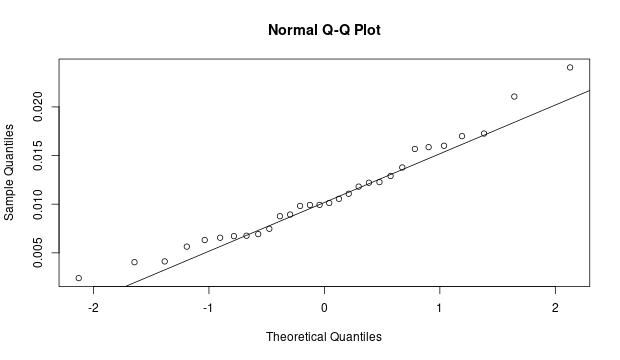 Normal Q-Q Plot
Sample Quantiles
0.020
0.015
0.010
0.005
-2 -1 0 1 2
Theoretical Quantiles